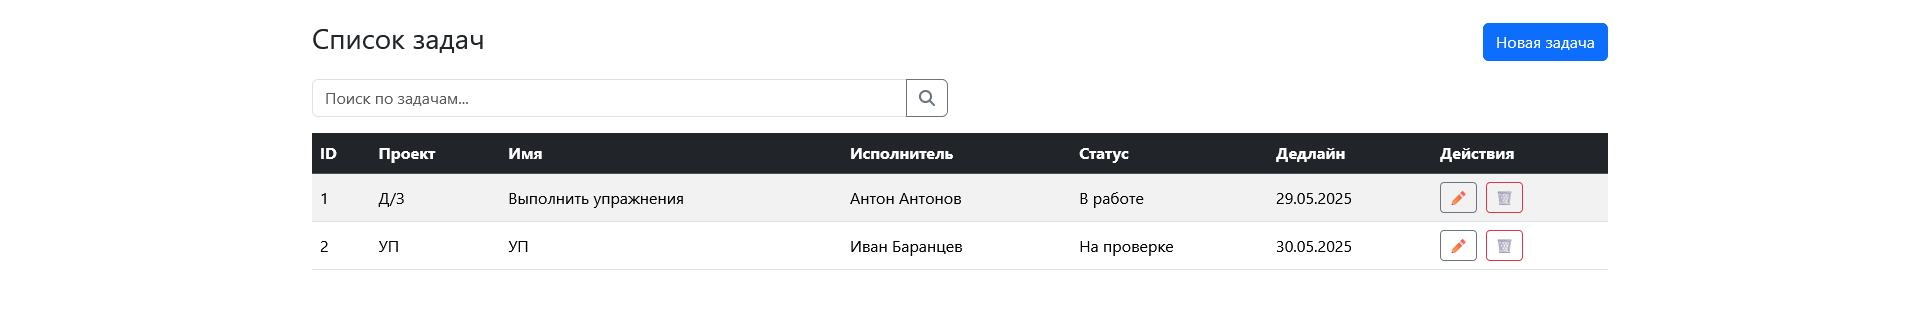 Список задач
Новая задача
Поиск по задачам...
ID Проект Имя Исполнитель Статус Дедлайн Действия
1 Д/З Выполнить упражнения Антон Антонов В работе 29.05.2025
2 УП УП Иван Баранцев На проверке 30.05.2025